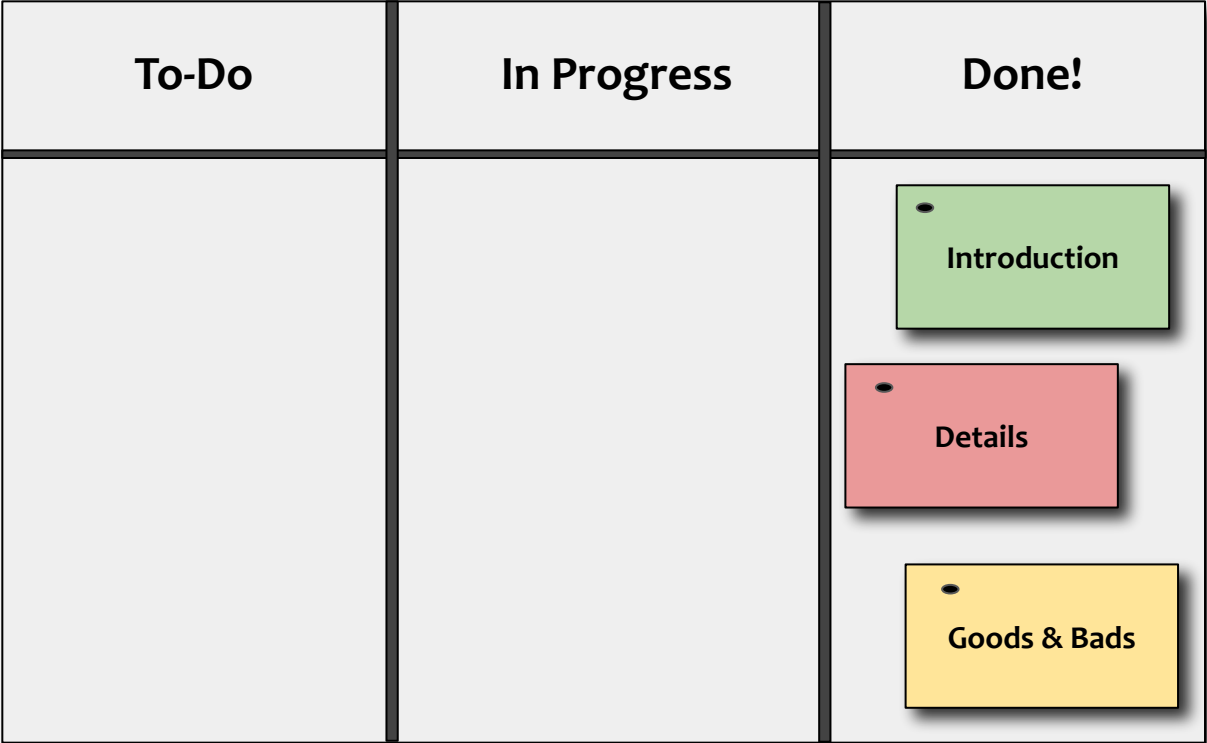 To-Do
In Progress
Done!
Introduction
Details
Goods & Bads